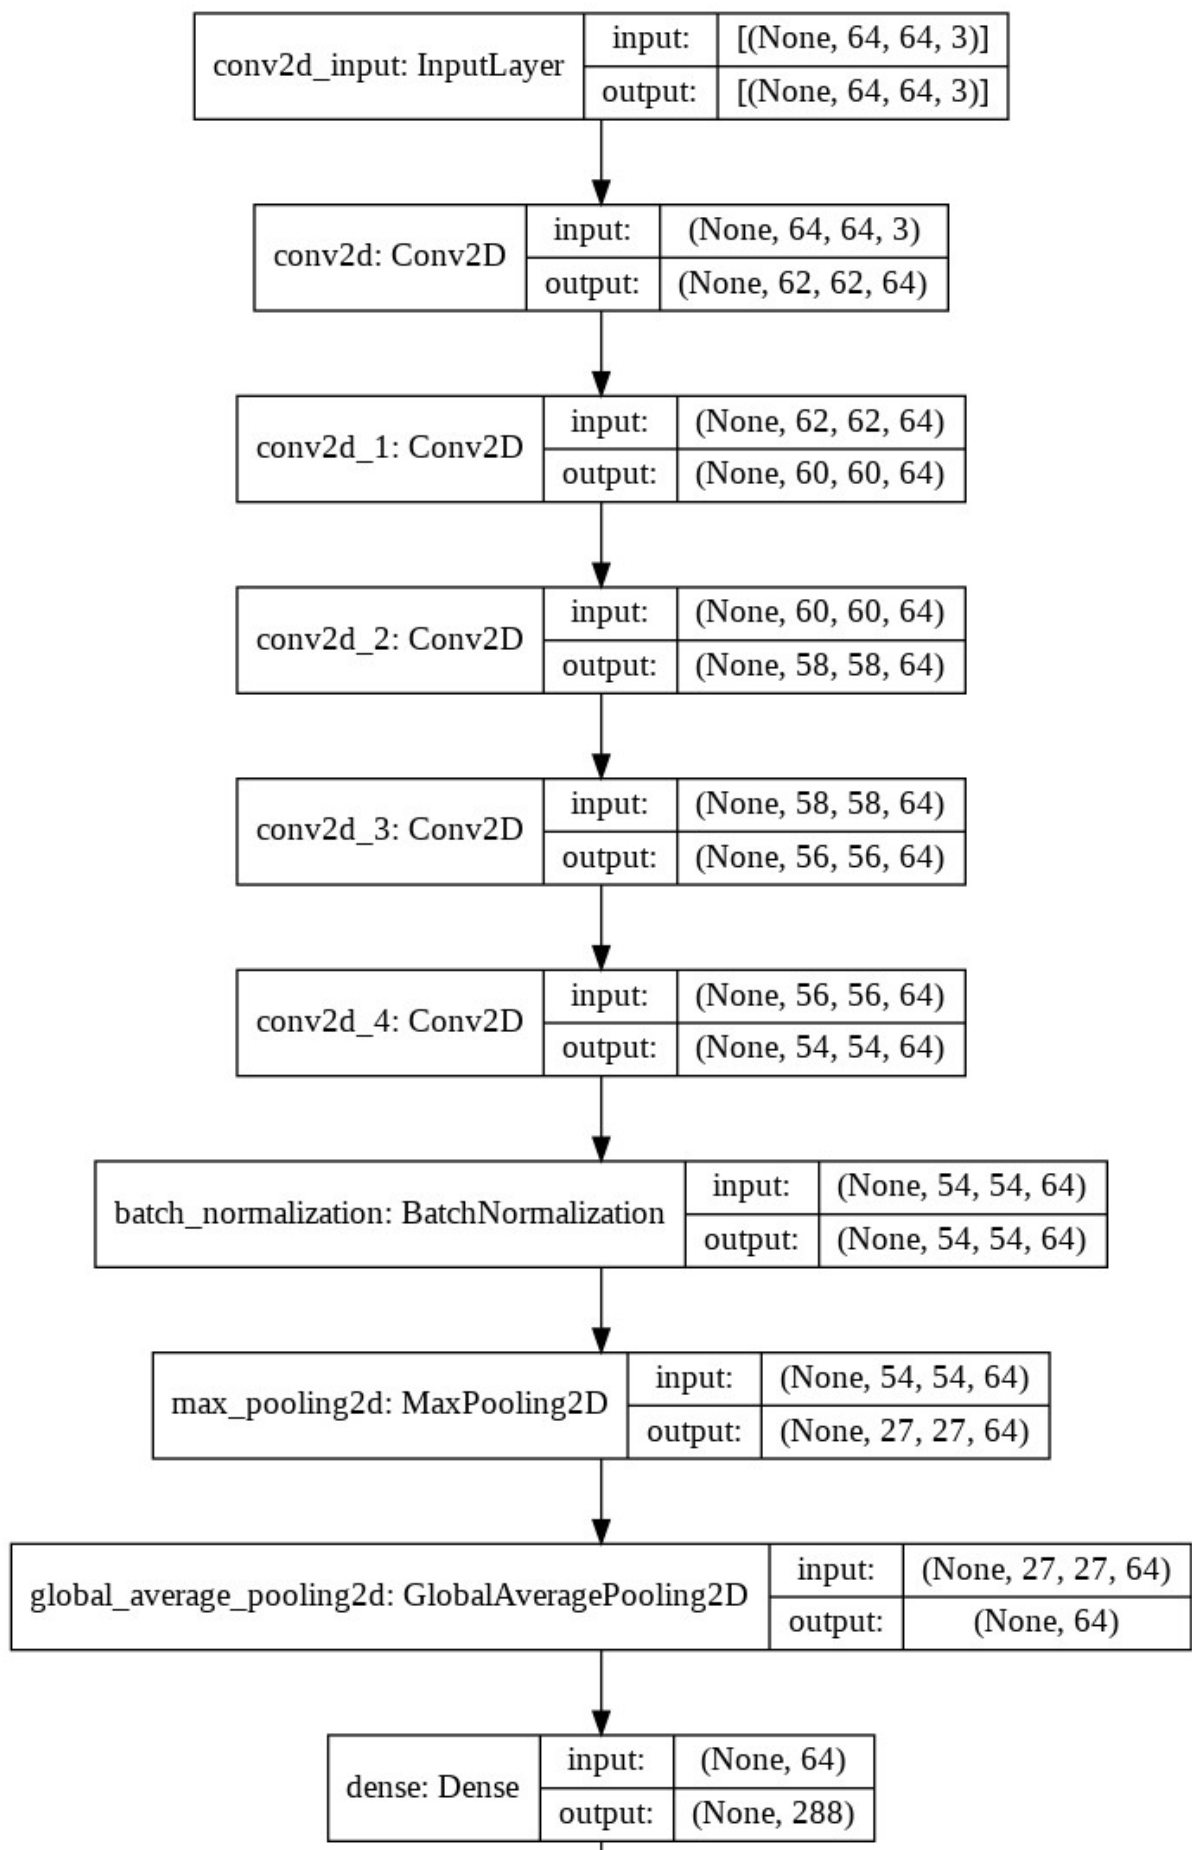 conv2d_input: InputLayer
input: [(None, 64, 64, 3)]
output: [(None, 64, 64, 3)]
conv2d: Conv2D
input: (None, 64, 64, 3)
output: (None, 62, 62, 64)
conv2d_1: Conv2D
input: (None, 62, 62, 64)
output: (None, 60, 60, 64)
conv2d_2: Conv2D
input: (None, 60, 60, 64)
output: (None, 58, 58, 64)
conv2d_3: Conv2D
input: (None, 58, 58, 64)
output: (None, 56, 56, 64)
conv2d_4: Conv2D
input: (None, 56, 56, 64)
output: (None, 54, 54, 64)
batch_normalization: BatchNormalization
input: (None, 54, 54, 64)
output: (None, 54, 54, 64)
max_pooling2d: MaxPooling2D
input: (None, 54, 54, 64)
output: (None, 27, 27, 64)
global_average_pooling2d: GlobalAveragePooling2D
input: (None, 27, 27, 64)
output: (None, 64)
dense: Dense
input: (None, 64)
output: (None, 288)